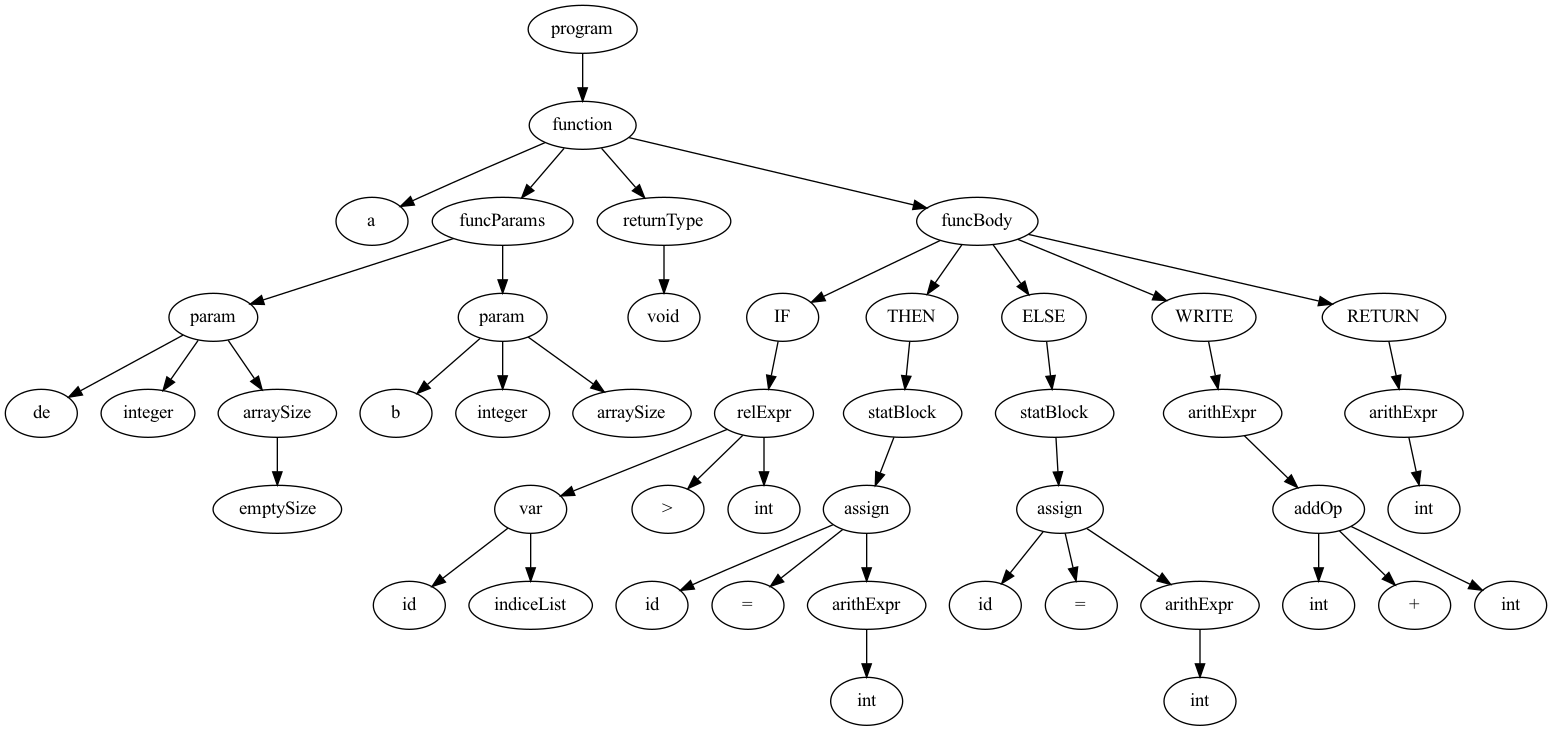 program
function
a funcParams returnType funcBody
param param void IF THEN ELSE WRITE RETURN
de integer arraySize b integer arraySize relExpr statBlock statBlock arithExpr arithExpr
emptySize var > int assign assign addOp int
id indiceList id = arithExpr id = arithExpr int + int
int int